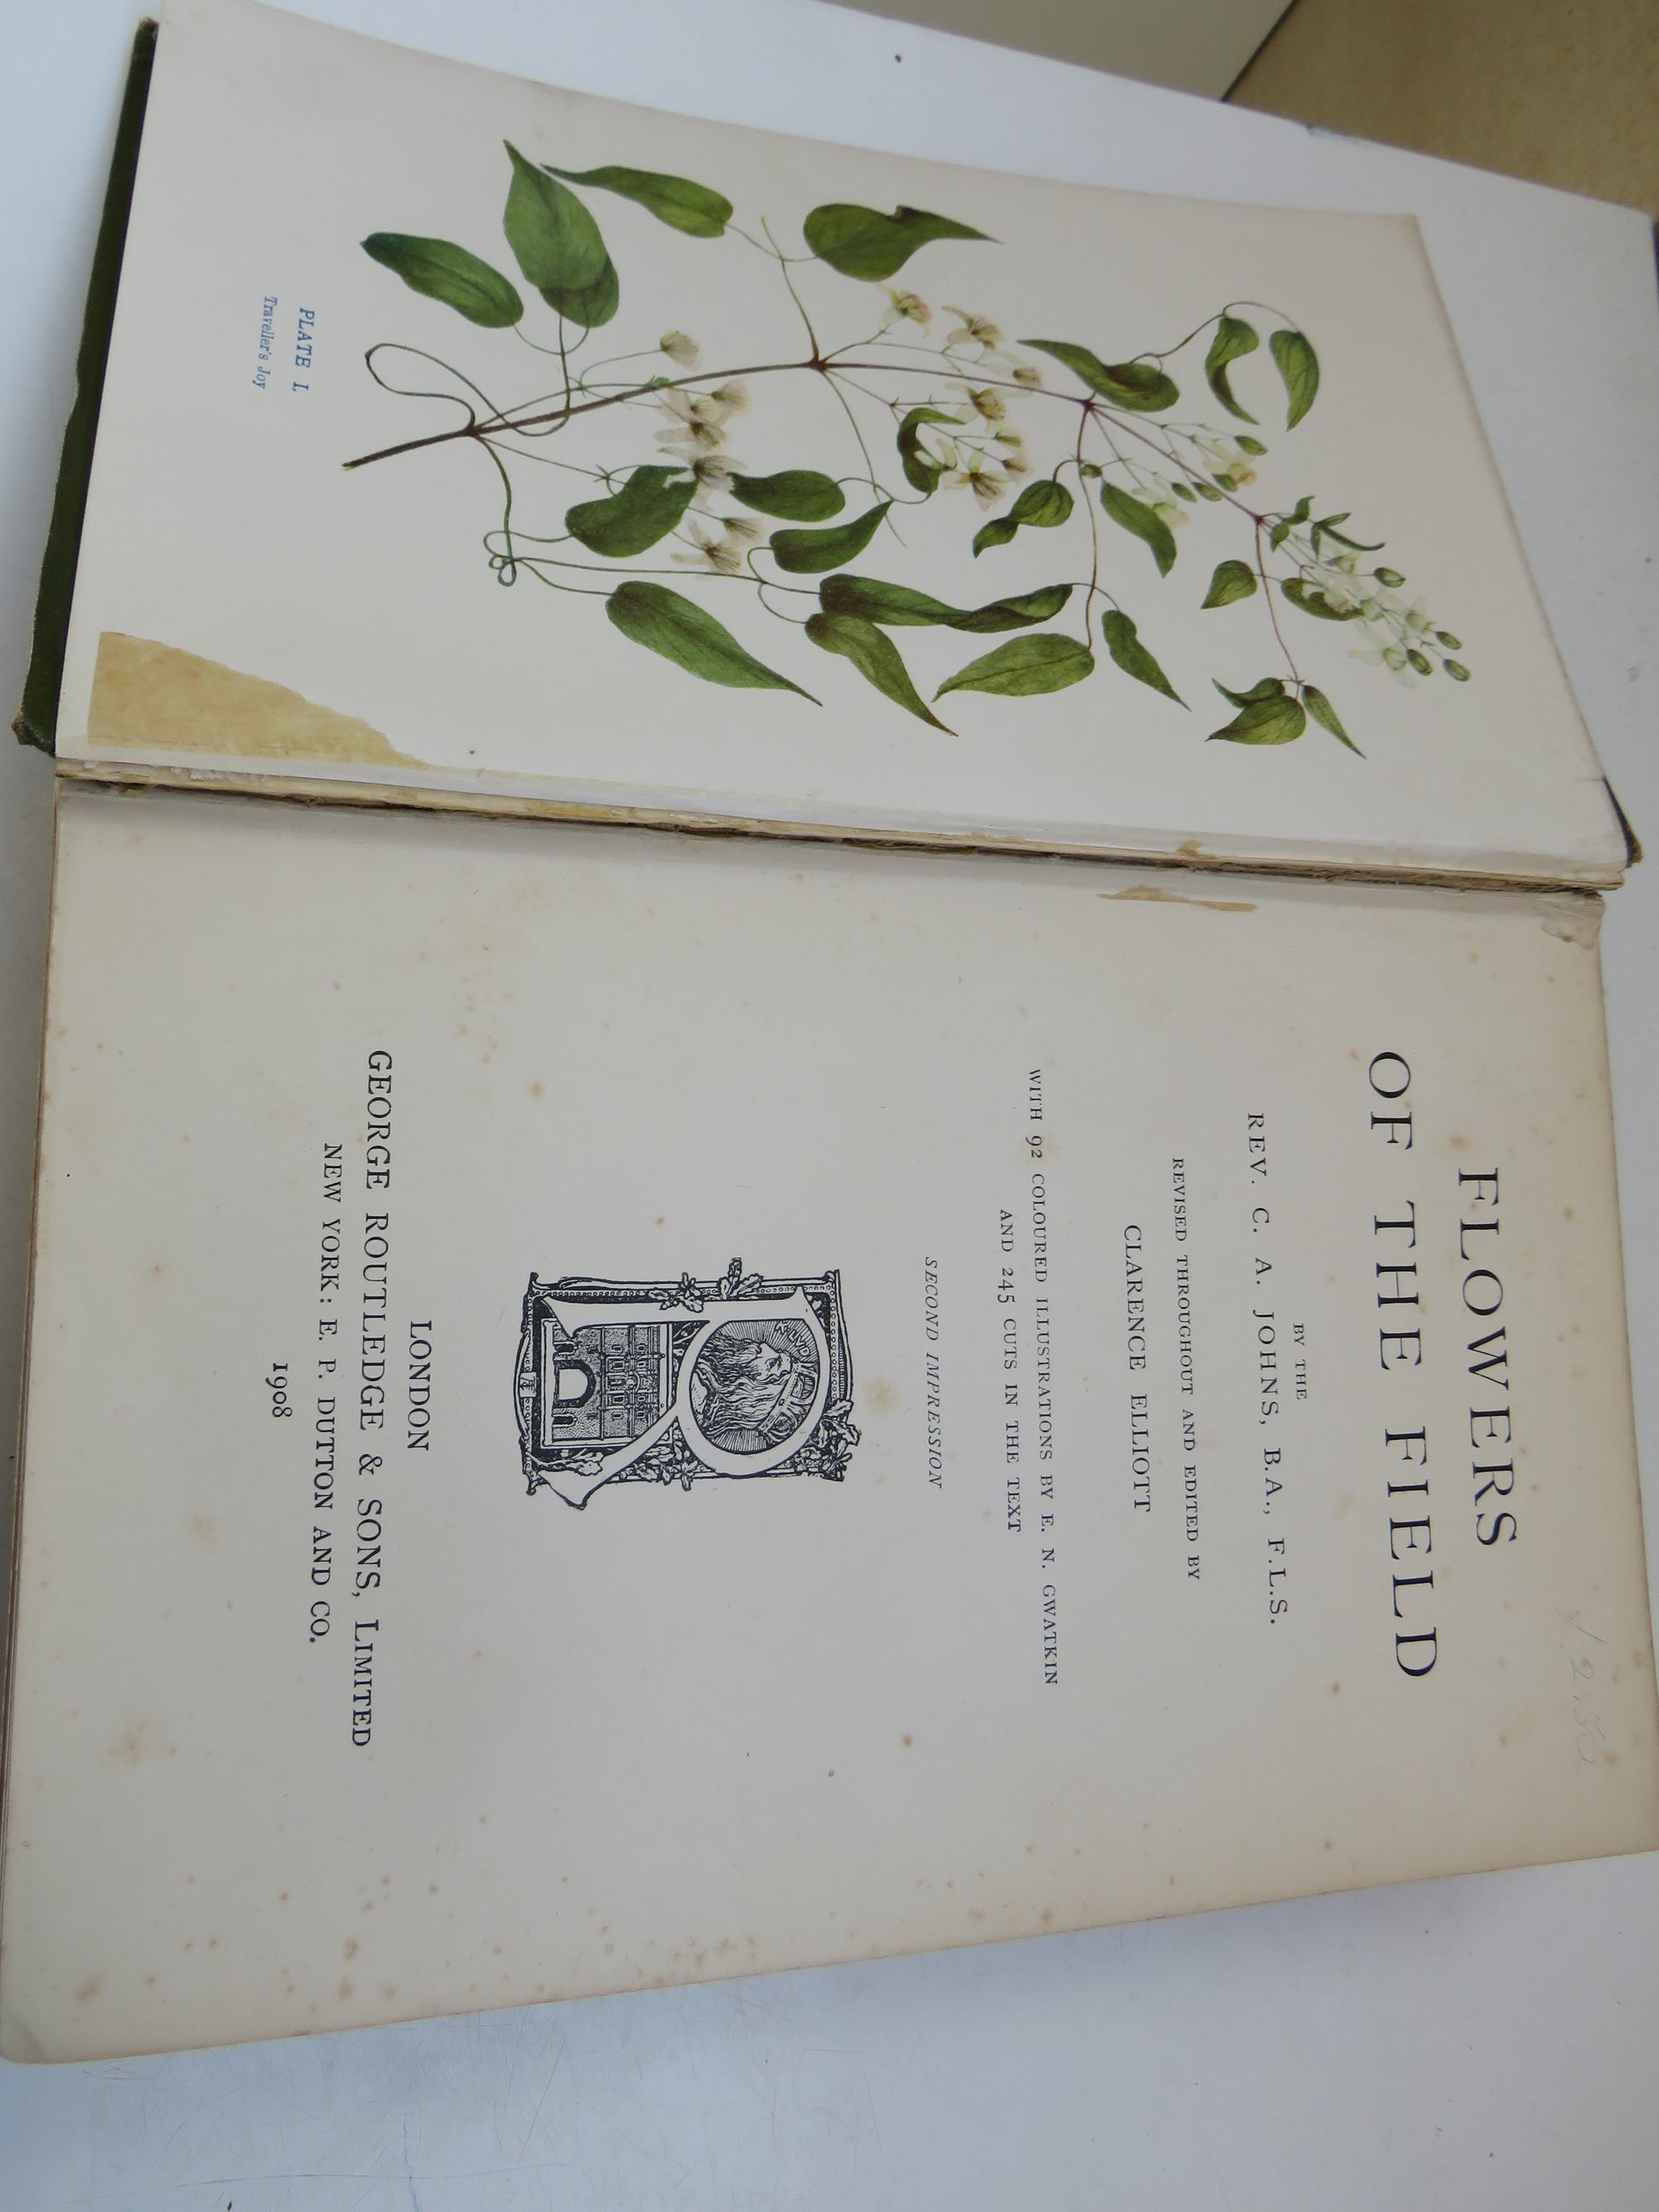 PLATE I.
Traveller's Joy
12.50
FLOWERS
OF THE FIELD
BY THE
REV. C. A. JOHNS, B.A., F.L.S.
REVISED THROUGHOUT AND EDITED BY
CLARENCE ELLIOTT
WITH 92 COLOURED ILLUSTRATIONS BY E. N. GWATKIN
AND 245 CUTS IN THE TEXT
SECOND IMPRESSION
LONDON
GEORGE ROUTLEDGE & SONS, LIMITED
NEW YORK: E. P. DUTTON AND CO.
1908